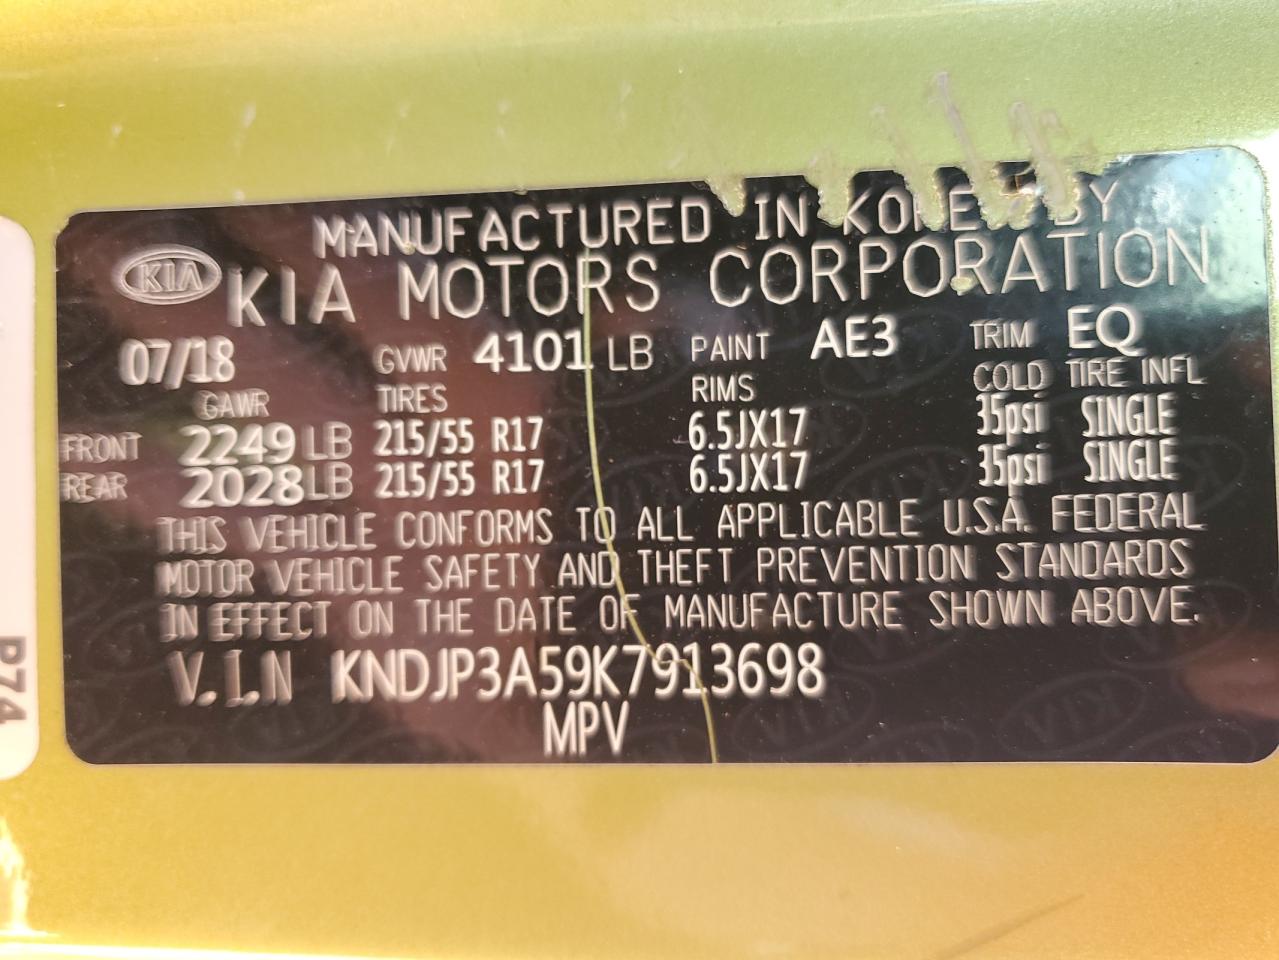 MANUFACTURED IN KOREA BY
KIA
KIA MOTORS CORPORATION
07/18 GVWR 4101 LB PAINT AE3 TRIM EQ
GAWR TIRES RIMS COLD TIRE INFL
FRONT 2249 LB 215/55 R17 6.5JX17 35psi SINGLE
REAR 2028 LB 215/55 R17 6.5JX17 35psi SINGLE
THIS VEHICLE CONFORMS TO ALL APPLICABLE U.S.A. FEDERAL
MOTOR VEHICLE SAFETY AND THEFT PREVENTION STANDARDS
IN EFFECT ON THE DATE OF MANUFACTURE SHOWN ABOVE.
V.I.N KNDJP3A59K7913698
MPV
P74